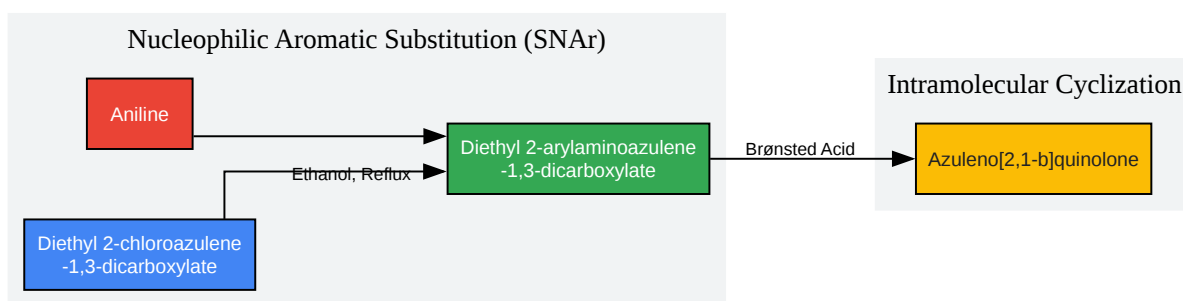 Nucleophilic Aromatic Substitution (SNAr)
Aniline
Ethanol, Reflux
Diethyl 2-chloroazulene
-1,3-dicarboxylate
Diethyl 2-arylaminoazulene
-1,3-dicarboxylate
Brønsted Acid
Intramolecular Cyclization
Azuleno[2,1-b]quinolone